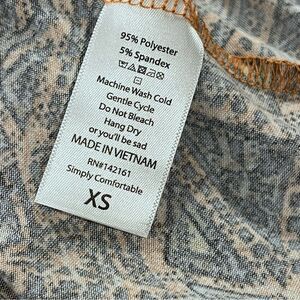 95% Polyester
5% Spandex
Machine Wash Cold
Gentle Cycle
Do Not Bleach
Hang Dry
or you'll be sad
MADE IN VIETNAM
RN#142161
Simply Comfortable
XS